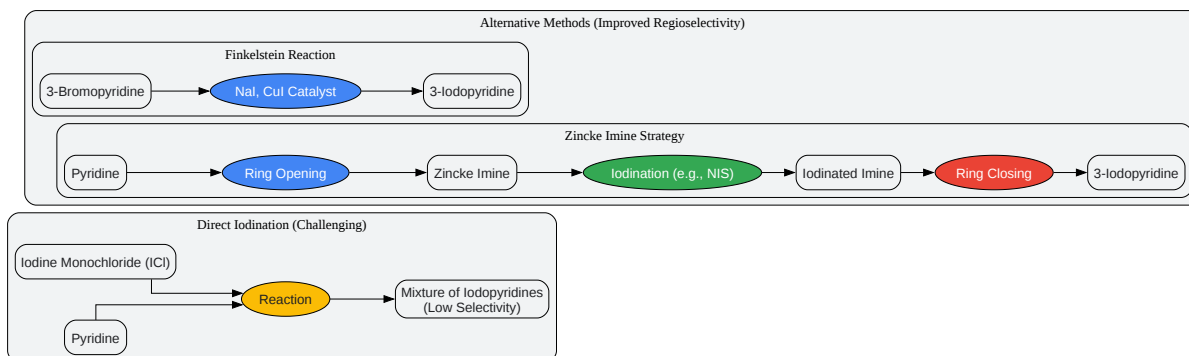 Alternative Methods (Improved Regioselectivity)
Finkelstein Reaction
3-Bromopyridine
NaI, CuI Catalyst
3-Iodopyridine
Zincke Imine Strategy
Pyridine
Ring Opening
Zincke Imine
Iodination (e.g., NIS)
Iodinated Imine
Ring Closing
3-Iodopyridine
Direct Iodination (Challenging)
Iodine Monochloride (ICl)
Reaction
Mixture of Iodopyridines
(Low Selectivity)
Pyridine